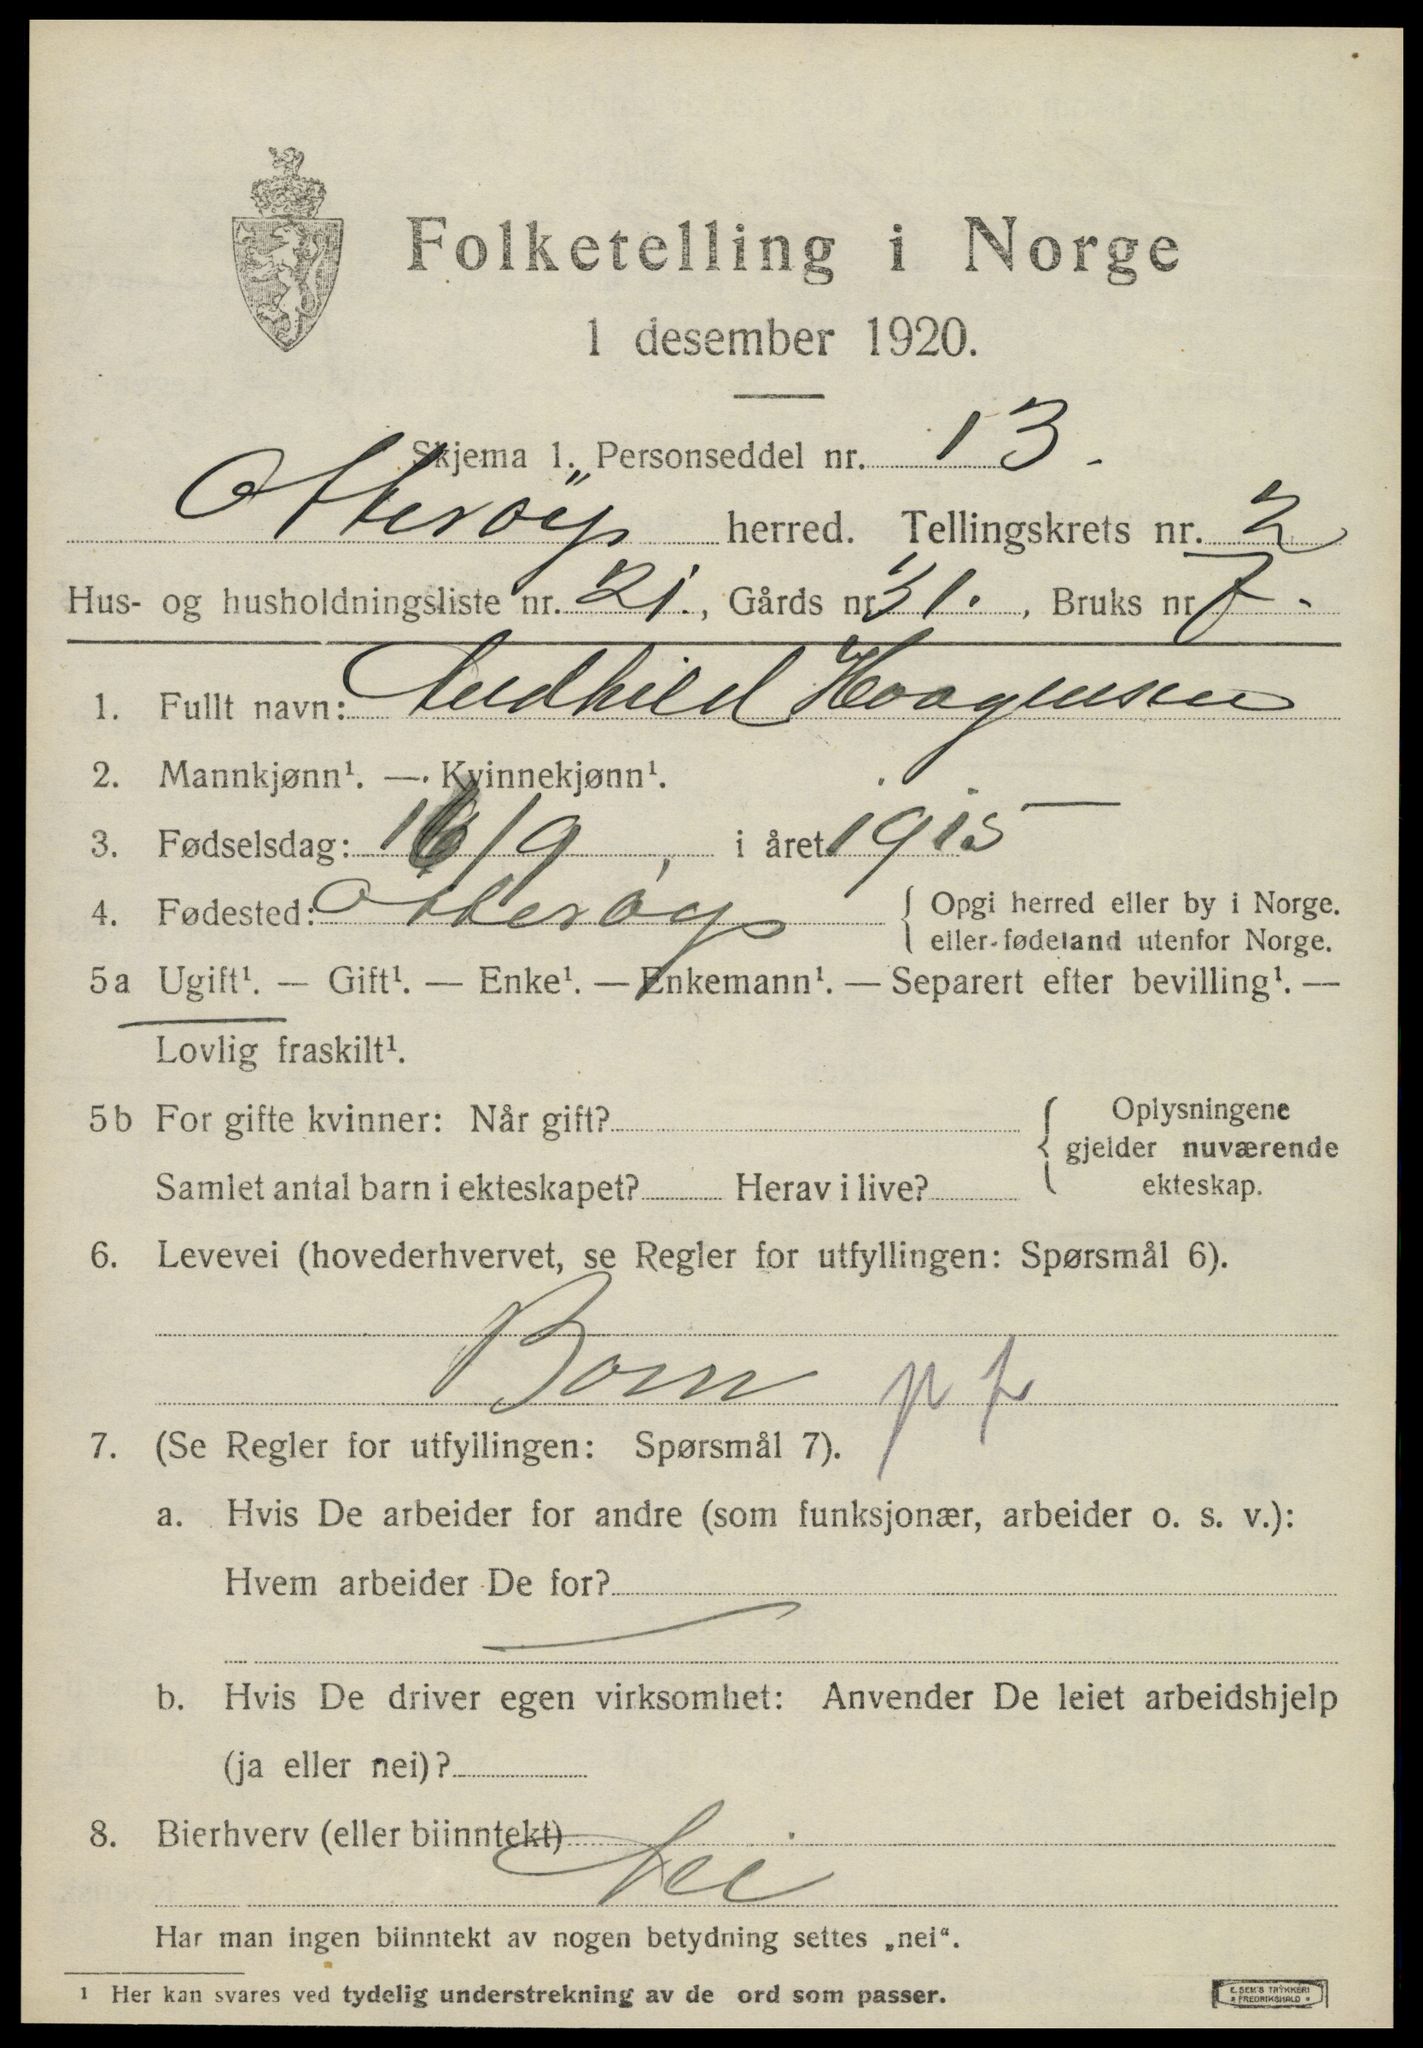 Folketelling i Norge
1 desember 1920.
Skjema 1. Personseddel nr. 13.
Otterøy herred. Tellingskrets nr. 2
Hus- og husholdningsliste nr. 21., Gårds nr. 31., Bruks nr. 7.
1. Fullt navn: Haagensen
2. Mannkjønn¹. — Kvinnekjønn¹.
3. Fødselsdag: 16/9, i året 1915
4. Fødested: Otterøy { Opgi herred eller by i Norge.
eller fødeland utenfor Norge.
5a Ugift¹. — Gift¹. — Enke¹. — Enkemann¹. — Separert efter bevilling¹. —
Lovlig fraskilt¹.
5b For gifte kvinner: Når gift? { Oplysningene
gjelder nuværende
Samlet antal barn i ekteskapet? Herav i live? ekteskap.
6. Levevei (hovederhvervet, se Regler for utfyllingen: Spørsmål 6).
Barn
7. (Se Regler for utfyllingen: Spørsmål 7).
a. Hvis De arbeider for andre (som funksjonær, arbeider o. s. v.):
Hvem arbeider De for?
b. Hvis De driver egen virksomhet: Anvender De leiet arbeidshjelp
(ja eller nei)?
8. Bierhverv (eller biinntekt)
Nei
Har man ingen biinntekt av nogen betydning settes „nei“.
1 Her kan svares ved tydelig understrekning av de ord som passer.
E. SEM'S TRYKKERI
* FREDRIKSHALD *